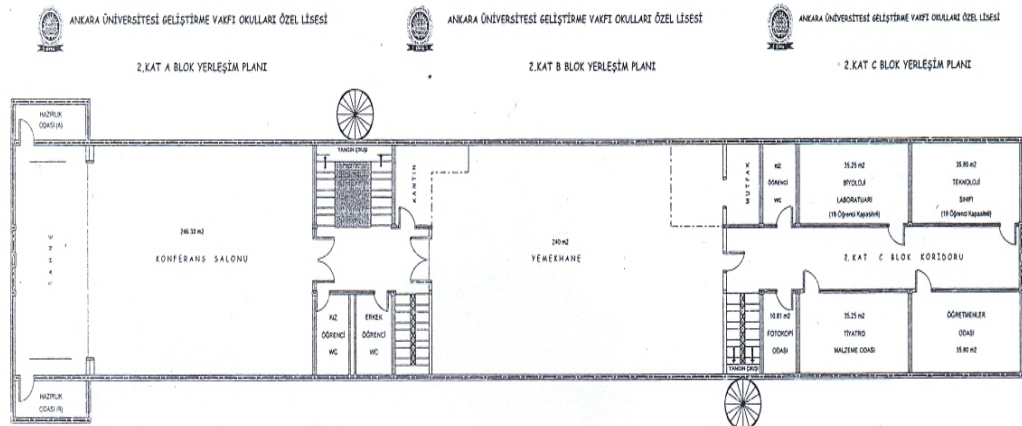 ANKARA ÜNİVERSİTESİ GELİŞTİRME VAKFI OKULLARI ÖZEL LİSESİ
2.KAT A BLOK YERLEŞİM PLANI
ANKARA ÜNİVERSİTESİ GELİŞTİRME VAKFI OKULLARI ÖZEL LİSESİ
2.KAT B BLOK YERLEŞİM PLANI
ANKARA ÜNİVERSİTESİ GELİŞTİRME VAKFI OKULLARI ÖZEL LİSESİ
2.KAT C BLOK YERLEŞİM PLANI
HAZIRLIK
ODASI (A)
SAHNE
246.33 m2
KONFERANS SALONU
HAZIRLIK
YANGIN ÇIKIŞI
KANTİN
KIZ
ÖĞRENCİ
WC
ERKEK
ÖĞRENCİ
WC
240 m2
YEMEKHANE
MUTFAK
KIZ
ÖĞRENCİ
WC
35.25 m2
BİYOLOJİ
LABORATUARI
(18 Öğrenci Kapasiteli)
35.80 m2
TEKNOLOJİ
SINIFI
(18 Öğrenci Kapasiteli)
2. KAT C BLOK KORİDORU
YANGIN ÇIKIŞI
10.81 m2
FOTOKOPİ
ODASI
35.25 m2
TİYATRO
MALZEME ODASI
ÖĞRETMENLER
ODASI
35.80 m2